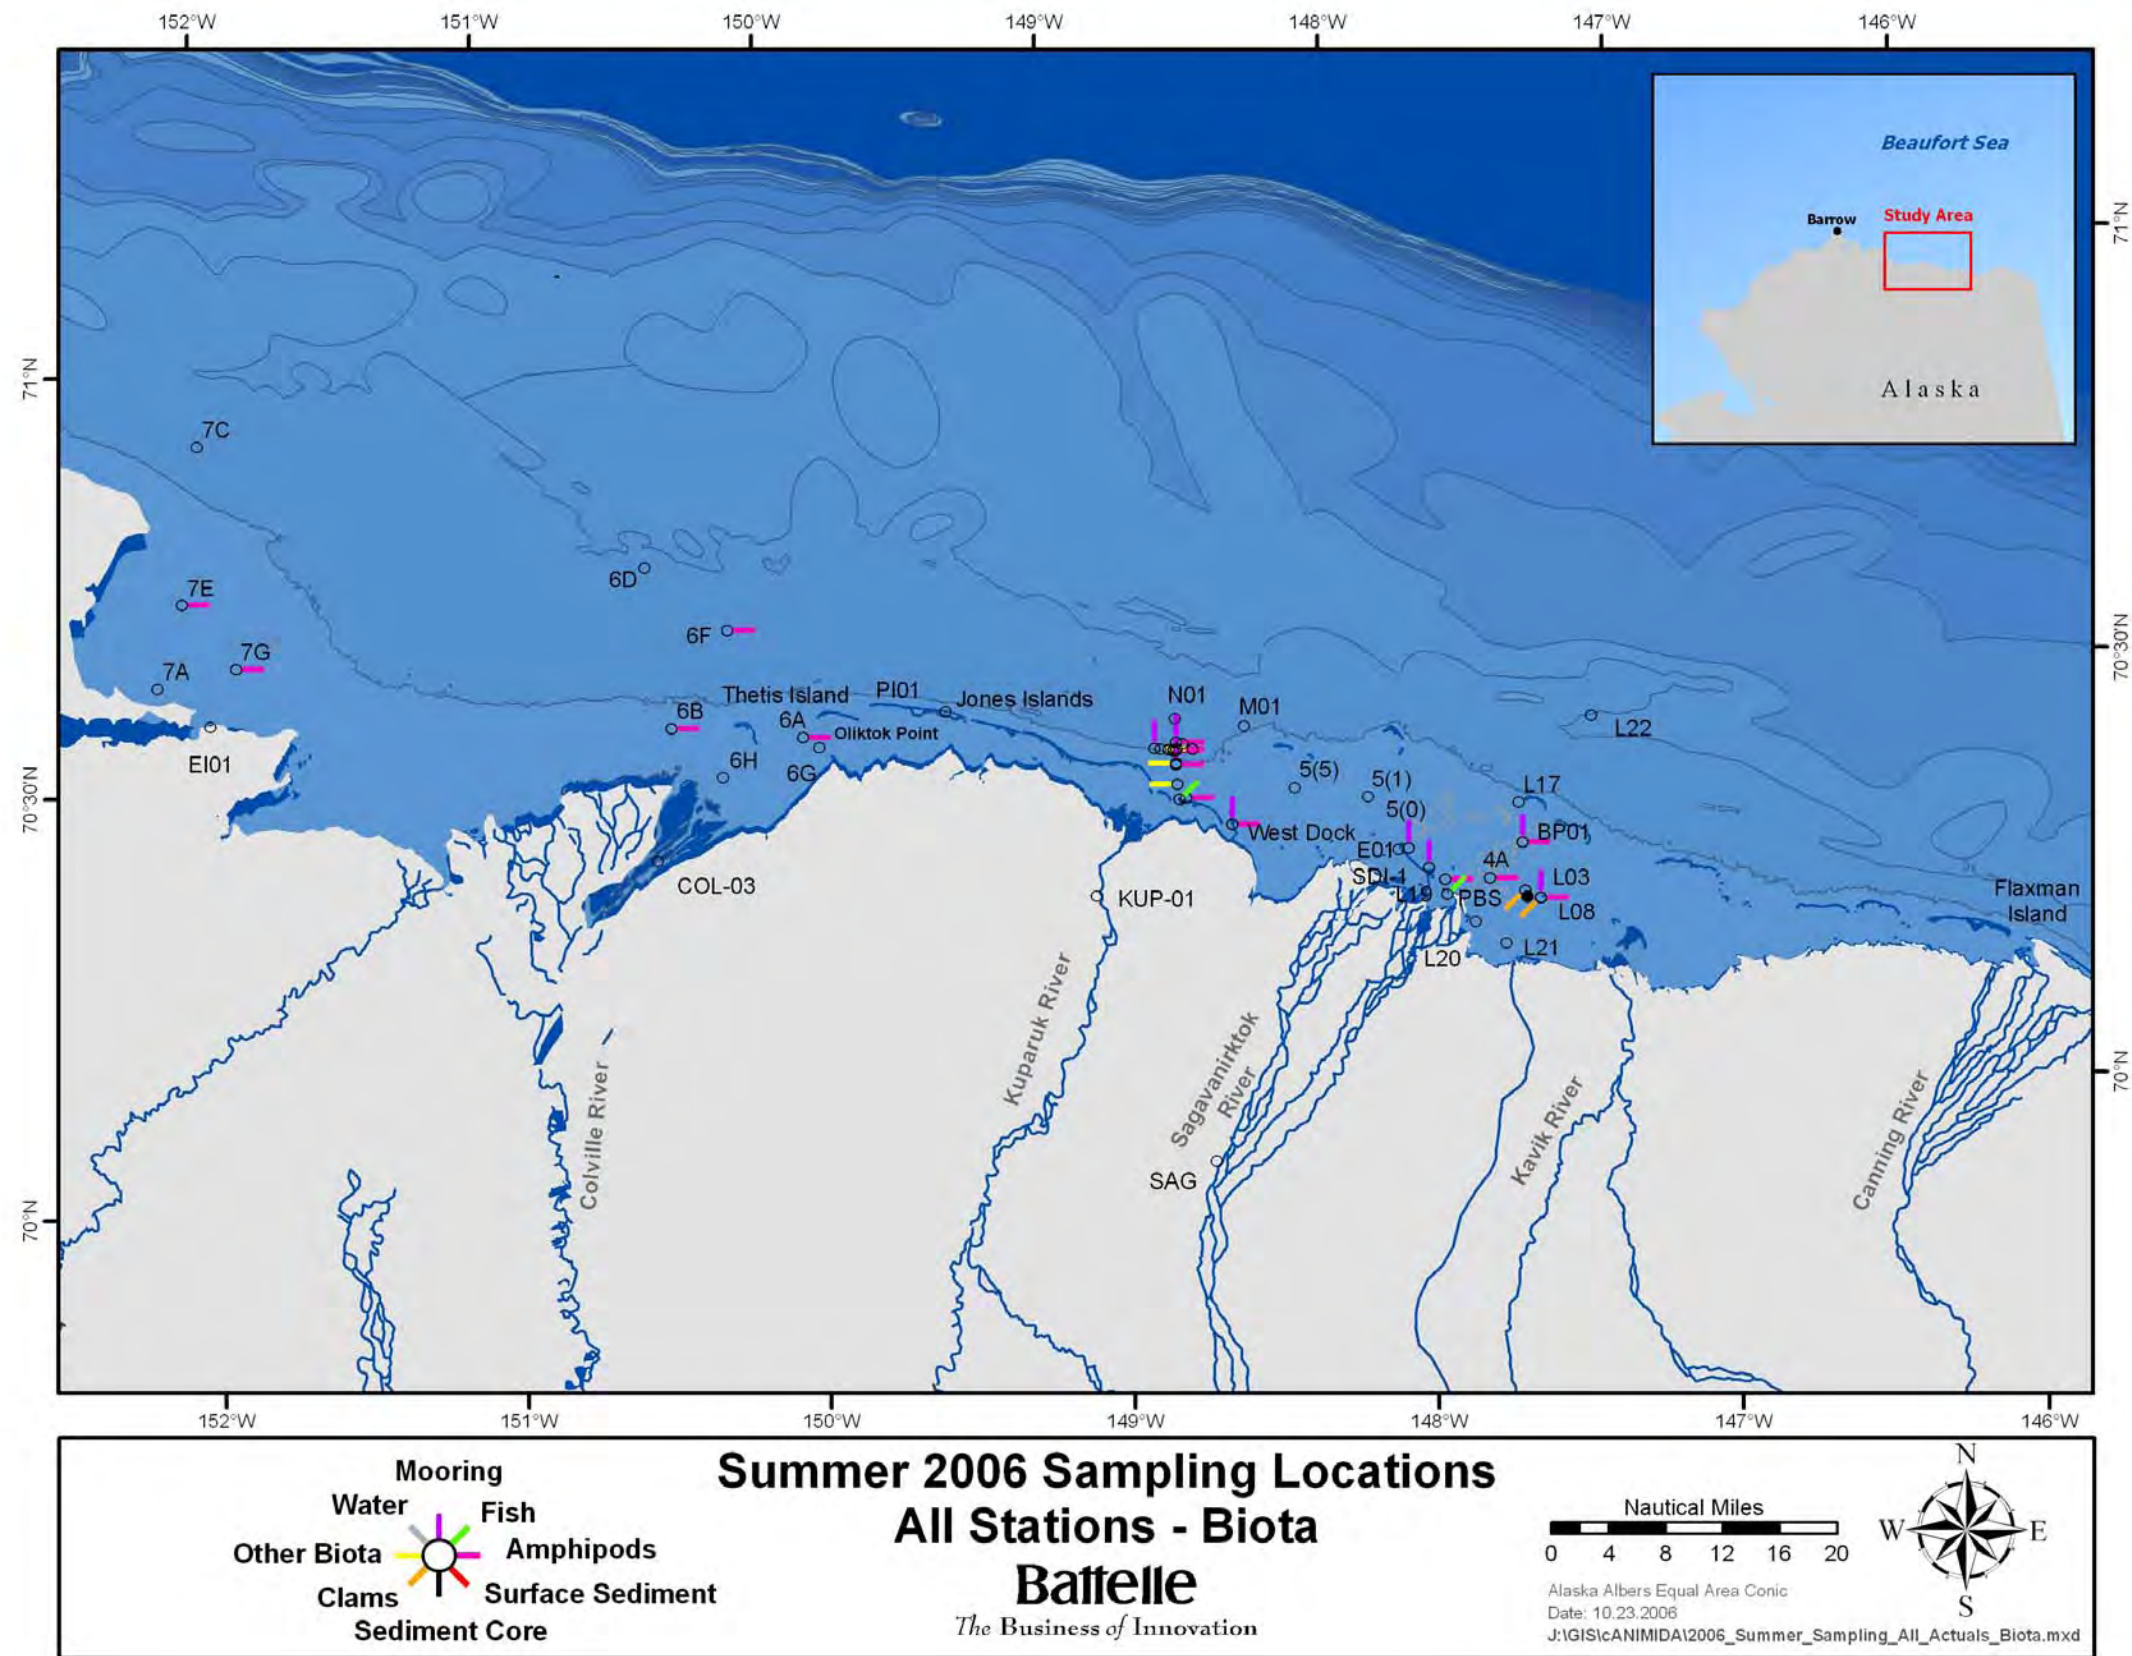 152°W 151°W 150°W 149°W 148°W 147°W 146°W
Beaufort Sea
Barrow
Study Area
Alaska
71°N
71°N
7C
7E
6D
70°30'N
6F
7G
7A
Thetis Island
PI01
Jones Islands
N01
M01
6B
6A
Oliktok Point
L22
EI01
6H
6G
5(5)
5(1)
L17
70°30'N
5(0)
West Dock
BP01
E01
4A
SDI-1
L03
COL-03
KUP-01
L19
PBS
L08
Flaxman
Island
L20
L21
Kuparuk River
Sagavanirktok
River
70°N
Colville River
Kavik River
Canning River
SAG
70°N
152°W 151°W 150°W 149°W 148°W 147°W 146°W
Mooring
Water
Fish
Other Biota
Amphipods
Clams
Surface Sediment
Sediment Core
Summer 2006 Sampling Locations
All Stations - Biota
Battelle
The Business of Innovation
Nautical Miles
0 4 8 12 16 20
Alaska Albers Equal Area Conic
Date: 10.23.2006
J:\GIS\cANIMIDA\2006_Summer_Sampling_All_Actuals_Biota.mxd
N
W
E
S